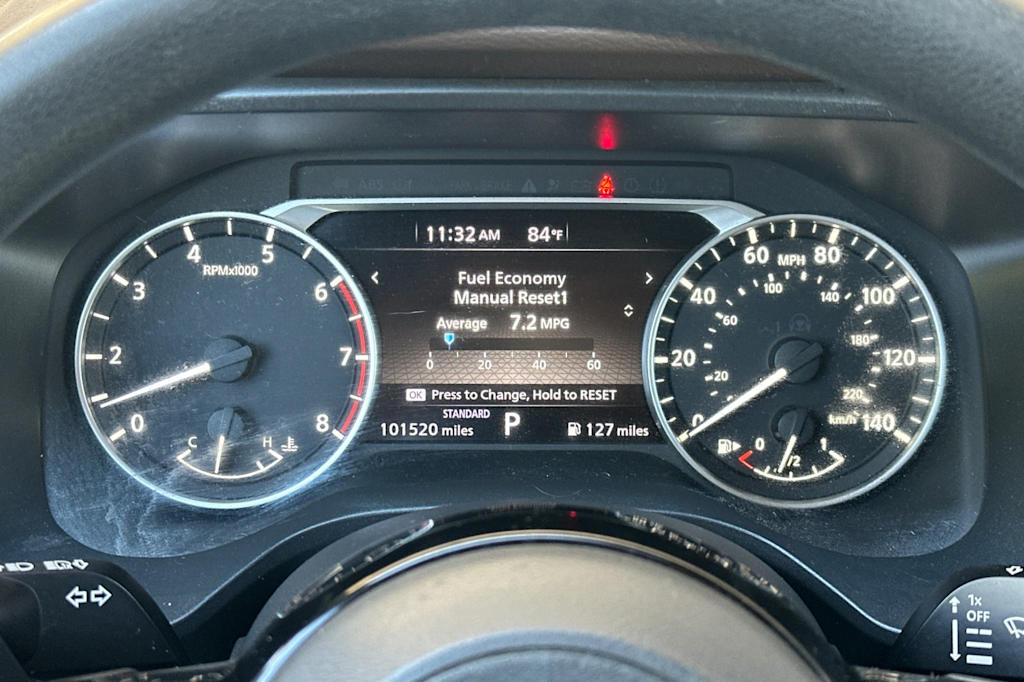 ABS
11:32 AM 84°F
Fuel Economy
Manual Reset1
Average 7.2 MPG
0 20 40 60
OK Press to Change, Hold to RESET
STANDARD
101520 miles P 127 miles
RPMx1000
0 1 2 3 4 5 6 7 8
C H
MPH
0 20 40 60 80 100 120 140
20 60 100 140 180 220
km/h
0 1/2 1
1x
OFF